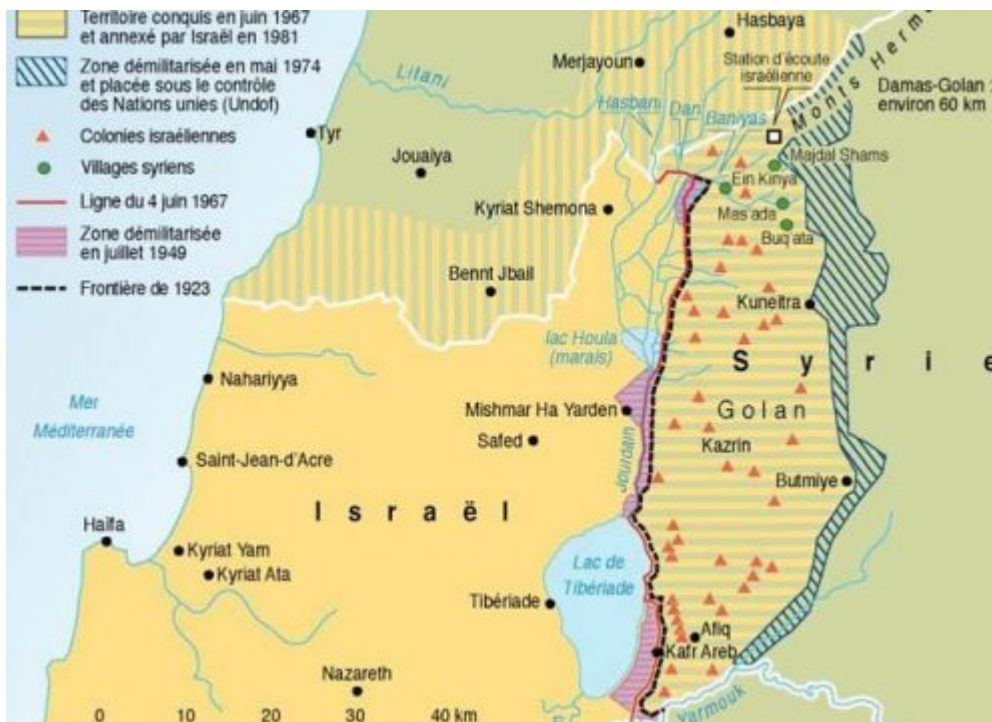 Territoire conquis en juin 1967
et annexé par Israël en 1981
Zone démilitarisée en mai 1974
et placée sous le contrôle
des Nations unies (Undof)
Colonies israéliennes
Villages syriens
Ligne du 4 juin 1967
Zone démilitarisée
en juillet 1949
Frontière de 1923
Hasbaya
Station d'écoute
israélienne
Monts
Damas-Golan :
environ 60 km
Merjayoun
Litani
Hasbani
Dan
Baniyas
Tyr
Jouaiya
Majdal Shams
Ein Kinya
Mas'ada
Buq'ata
Kyriat Shemona
Bennt Jbail
Kuneïtra
lac Houla
(marais)
Syrie
Nahariyya
Mer
Méditerranée
Mishmar Ha Yarden
Golan
Safed
Kazrin
Saint-Jean-d'Acre
Jourdain
Butmiye
Israël
Haïfa
Kyriat Yam
Kyriat Ata
Lac de
Tibériade
Tibériade
Afiq
Kafr Areb
Nazareth
Yarmouk
0 10 20 30 40 km